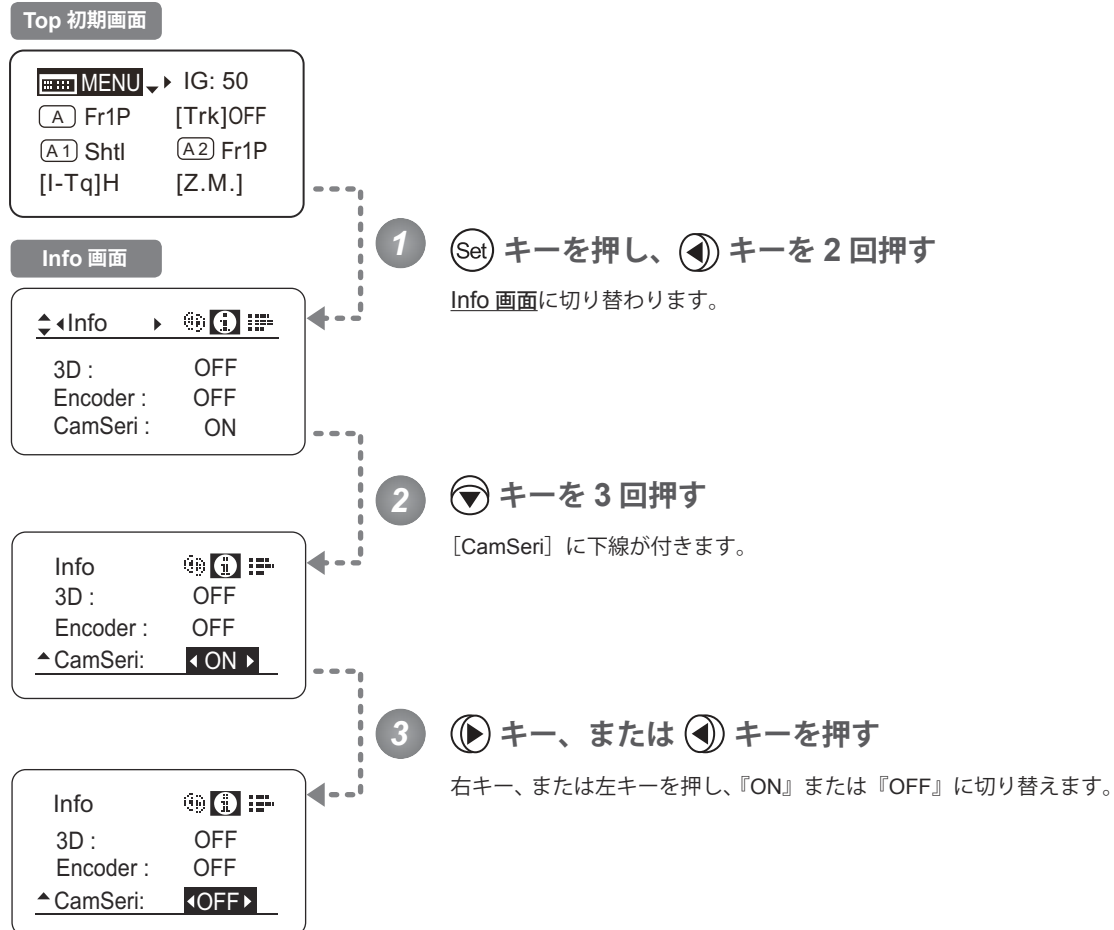 Top 初期画面
MENU IG: 50
A Fr1P [Trk]OFF
A1 Shtl A2 Fr1P
[I-Tq]H [Z.M.]
1 Set キーを押し、 キーを 2 回押す
Info 画面に切り替わります。
Info 画面
Info
3D : OFF
Encoder : OFF
CamSeri : ON
2 キーを 3 回押す
［CamSeri］に下線が付きます。
Info
3D : OFF
Encoder : OFF
CamSeri: ON
3 キー、または キーを押す
右キー、または左キーを押し、『ON』または『OFF』に切り替えます。
Info
3D : OFF
Encoder : OFF
CamSeri: OFF